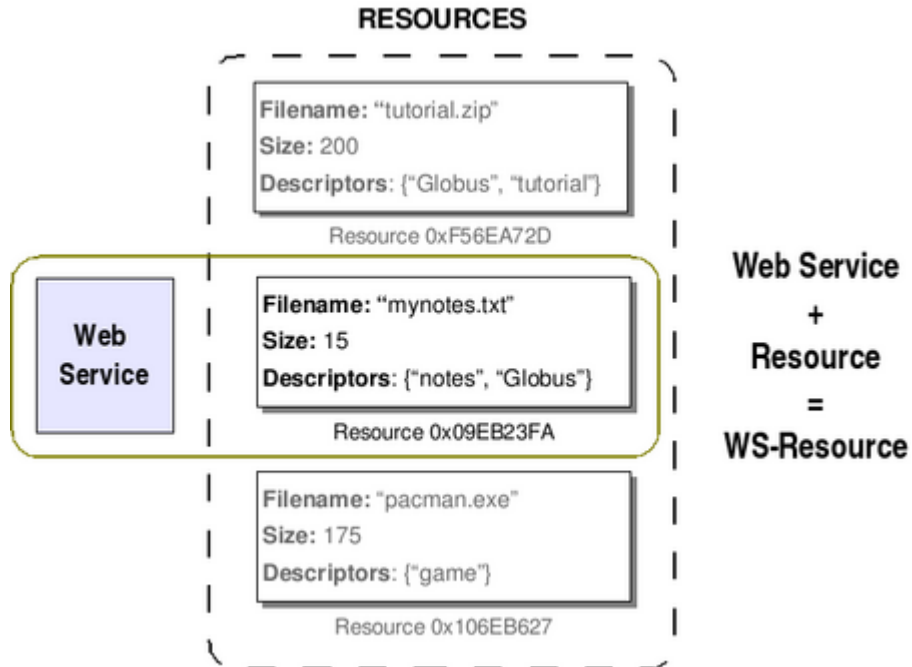 RESOURCES
Filename: “tutorial.zip”
Size: 200
Descriptors: {“Globus”, “tutorial”}
Resource 0xF56EA72D
Web
Service
Filename: “mynotes.txt”
Size: 15
Descriptors: {“notes”, “Globus”}
Resource 0x09EB23FA
Filename: “pacman.exe”
Size: 175
Descriptors: {“game”}
Resource 0x106EB627
Web Service
+
Resource
=
WS-Resource